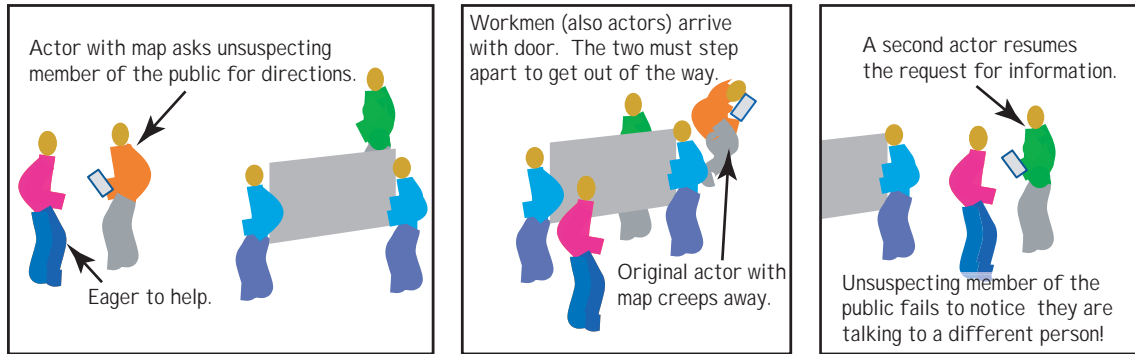 Actor with map asks unsuspecting
member of the public for directions.
Eager to help.
Workmen (also actors) arrive
with door. The two must step
apart to get out of the way.
Original actor with
map creeps away.
A second actor resumes
the request for information.
Unsuspecting member of the
public fails to notice they are
talking to a different person!